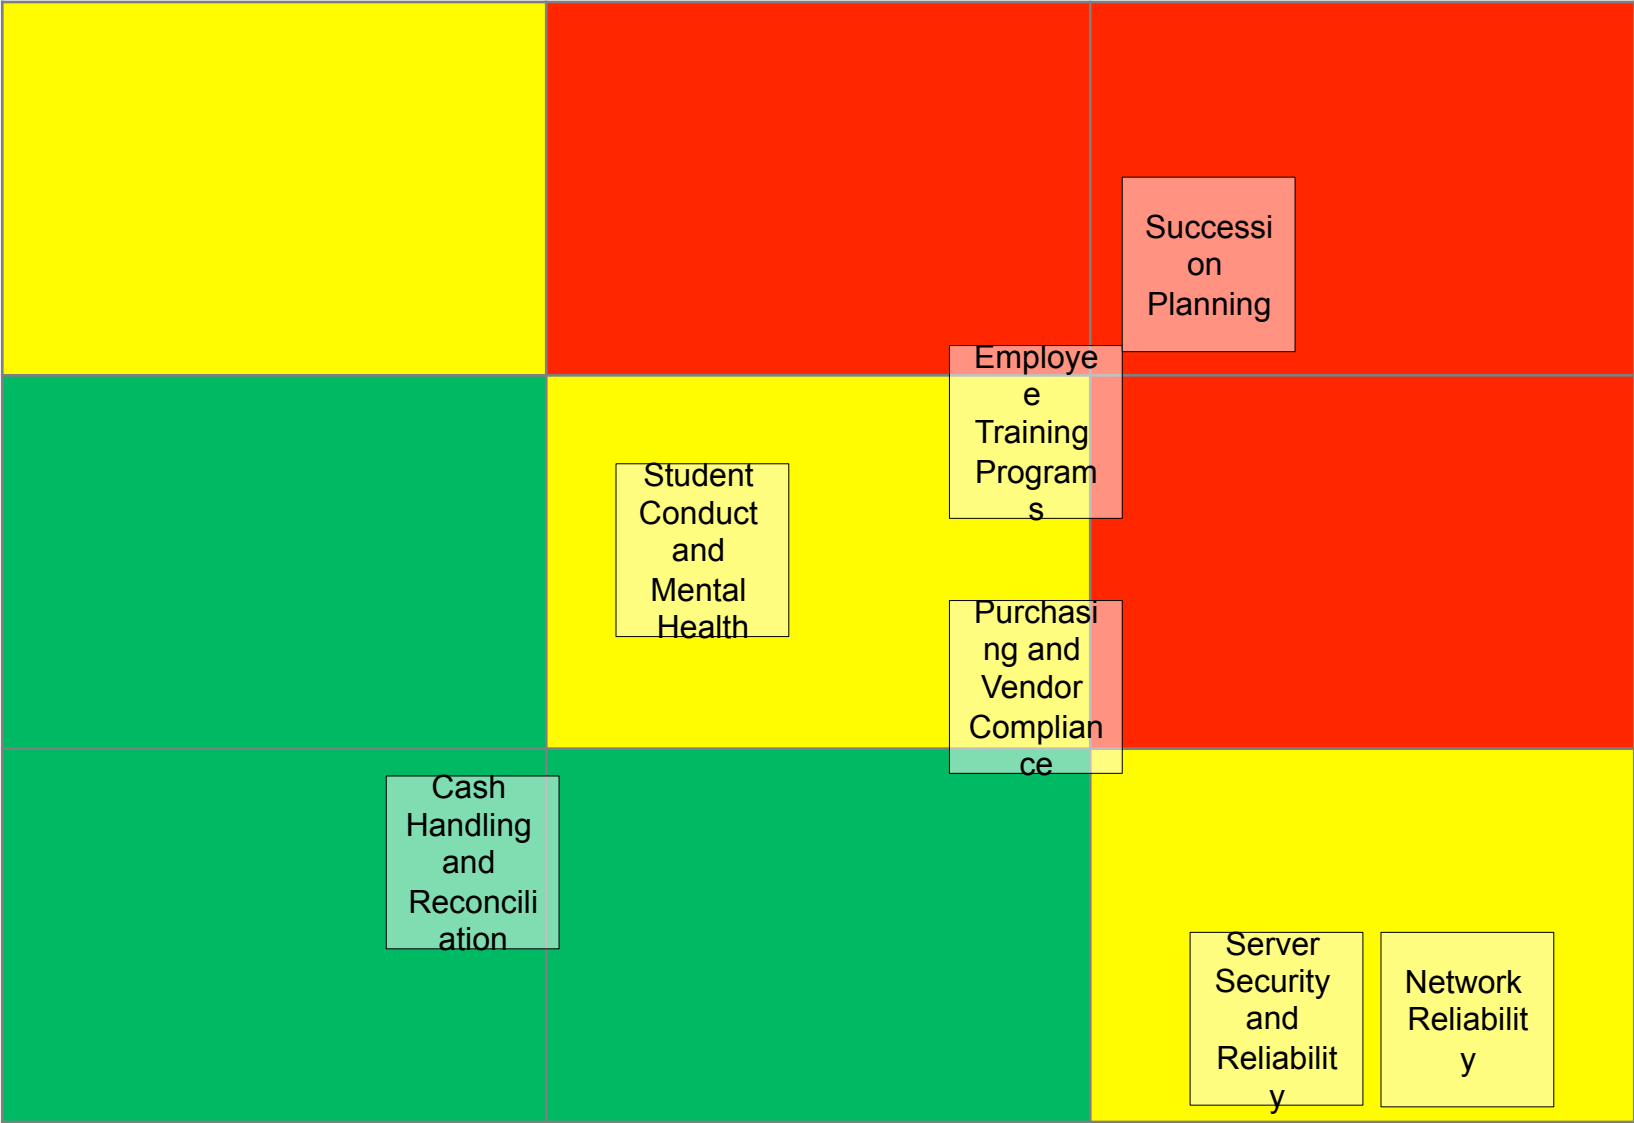 Successi
on
Planning
Employe
e
Training
Program
s
Student
Conduct
and
Mental
Health
Purchasi
ng and
Vendor
Complian
ce
Cash
Handling
and
Reconcili
ation
Server
Security
and
Reliabilit
y
Network
Reliabilit
y